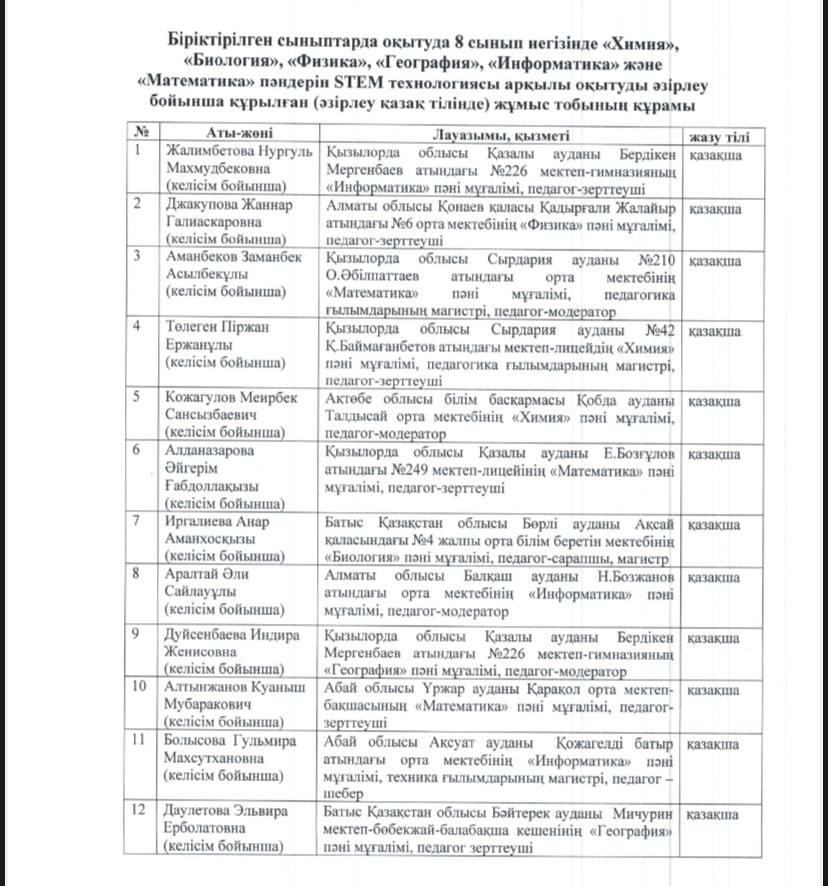 Біріктірілген сыныптарда оқытуда 8 сынып негізінде «Химия»,
«Биология», «Физика», «География», «Информатика» және
«Математика» пәндерін STEM технологиясы арқылы оқытуды әзірлеу
бойынша құрылған (әзірлеу қазақ тілінде) жұмыс тобының құрамы
№ Аты-жөні Лауазымы, қызметі жазу тілі
1 Жалимбетова Нургуль Қызылорда облысы Қазалы ауданы Бердікен қазақша
Махмудбековна Мергенбаев атындағы №226 мектеп-гимназияның
(келісім бойынша) «Информатика» пәні мұғалімі, педагог-зерттеуші
2 Джакупова Жаннар Алматы облысы Қонаев қаласы Қадырғали Жалайыр қазақша
Галиаскаровна атындағы №6 орта мектебінің «Физика» пәні мұғалімі,
(келісім бойынша) педагог-зерттеуші
3 Аманбеков Заманбек Қызылорда облысы Сырдария ауданы №210 қазақша
Асылбекұлы О.Әбілпаттаев атындағы орта мектебінің
(келісім бойынша) «Математика» пәні мұғалімі, педагогика
ғылымдарының магистрі, педагог-модератор
4 Төлеген Піржан Қызылорда облысы Сырдария ауданы №42 қазақша
Ержанұлы Қ.Баймағанбетов атындағы мектеп-лицейдің «Химия»
(келісім бойынша) пәні мұғалімі, педагогика ғылымдарының магистрі,
педагог-зерттеуші
5 Кожагулов Меирбек Ақтөбе облысы білім басқармасы Қобда ауданы қазақша
Сансызбаевич Талдысай орта мектебінің «Химия» пәні мұғалімі,
(келісім бойынша) педагог-модератор
6 Алданазарова Қызылорда облысы Қазалы ауданы Е.Бозғұлов қазақша
Әйгерім атындағы №249 мектеп-лицейінің «Математика» пәні
Ғабдоллақызы мұғалімі, педагог-зерттеуші
(келісім бойынша)
7 Иргалиева Анар Батыс Қазақстан облысы Бөрлі ауданы Ақсай қазақша
Аманхосқызы қаласындағы №4 жалпы орта білім беретін мектебінің
(келісім бойынша) «Биология» пәні мұғалімі, педагог-сарапшы, магистр
8 Аралтай Әли Алматы облысы Балқаш ауданы Н.Бозжанов қазақша
Сайлауұлы атындағы орта мектебінің «Информатика» пәні
(келісім бойынша) мұғалімі, педагог-модератор
9 Дуйсенбаева Индира Қызылорда облысы Қазалы ауданы Бердікен қазақша
Женисовна Мергенбаев атындағы №226 мектеп-гимназияның
(келісім бойынша) «География» пәні мұғалімі, педагог-модератор
10 Алтынжанов Куаныш Абай облысы Үржар ауданы Қарақол орта мектеп- қазақша
Мубаракович бақшасының «Математика» пәні мұғалімі, педагог-
(келісім бойынша) зерттеуші
11 Болысова Гульмира Абай облысы Ақсуат ауданы Қожагелді батыр қазақша
Махсутхановна атындағы орта мектебінің «Информатика» пәні
(келісім бойынша) мұғалімі, техника ғылымдарының магистрі, педагог –
шебер
12 Даулетова Эльвира Батыс Қазақстан облысы Бәйтерек ауданы Мичурин қазақша
Ерболатовна мектеп-бөбекжай-балабақша кешенінің «География»
(келісім бойынша) пәні мұғалімі, педагог зерттеуші